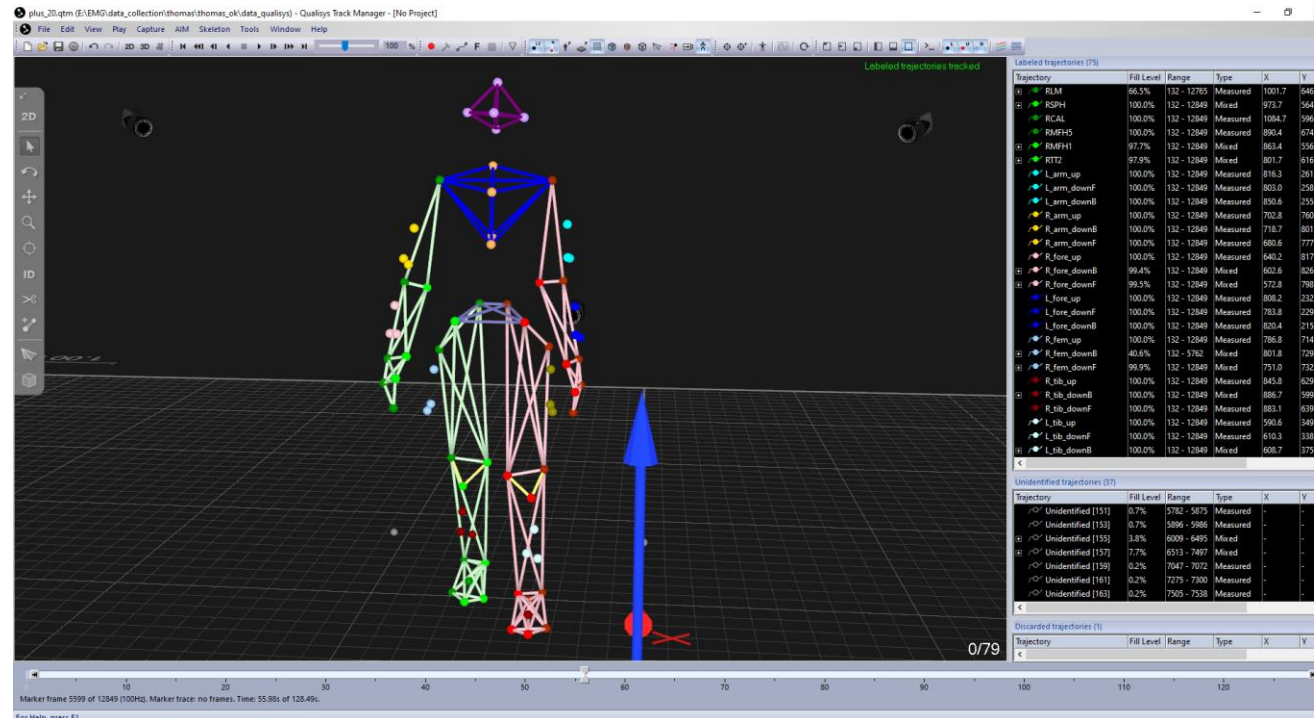 plus_20.qtm (E:\EMG\data_collection\thomas\thomas_ok\data_qualisys) - Qualisys Track Manager - [No Project]
File Edit View Play Capture AIM Skeleton Tools Window Help
2D 3D 100 % F
Labeled trajectories tracked
2D
ID
0/79
Labeled trajectories (75)
Trajectory Fill Level Range Type X Y
RLM 66.5% 132 - 12765 Measured 1001.7 646
RSPH 100.0% 132 - 12849 Mixed 973.7 564
RCAL 100.0% 132 - 12849 Measured 1084.7 596
RMFH5 100.0% 132 - 12849 Measured 890.4 674
RMFH1 97.7% 132 - 12849 Mixed 863.4 556
RTT2 97.9% 132 - 12849 Mixed 801.7 616
L_arm_up 100.0% 132 - 12849 Measured 816.3 261
L_arm_downF 100.0% 132 - 12849 Measured 803.0 258
L_arm_downB 100.0% 132 - 12849 Measured 850.6 255
R_arm_up 100.0% 132 - 12849 Measured 702.8 760
R_arm_downB 100.0% 132 - 12849 Measured 718.7 801
R_arm_downF 100.0% 132 - 12849 Measured 680.6 777
R_fore_up 100.0% 132 - 12849 Measured 640.2 817
R_fore_downB 99.4% 132 - 12849 Mixed 602.6 826
R_fore_downF 99.5% 132 - 12849 Mixed 572.8 798
L_fore_up 100.0% 132 - 12849 Measured 808.2 232
L_fore_downF 100.0% 132 - 12849 Measured 783.8 229
L_fore_downB 100.0% 132 - 12849 Measured 820.4 215
R_fem_up 100.0% 132 - 12849 Measured 786.8 714
R_fem_downB 40.6% 132 - 5762 Mixed 801.8 729
R_fem_downF 99.9% 132 - 12849 Mixed 751.0 732
R_tib_up 100.0% 132 - 12849 Measured 845.8 629
R_tib_downB 100.0% 132 - 12849 Mixed 886.7 599
R_tib_downF 100.0% 132 - 12849 Measured 883.1 639
L_tib_up 100.0% 132 - 12849 Measured 590.6 349
L_tib_downF 100.0% 132 - 12849 Measured 610.3 338
L_tib_downB 100.0% 132 - 12849 Mixed 608.7 375
Unidentified trajectories (37)
Trajectory Fill Level Range Type X Y
Unidentified [151] 0.7% 5782 - 5875 Measured - -
Unidentified [153] 0.7% 5896 - 5986 Measured - -
Unidentified [155] 3.8% 6009 - 6495 Mixed - -
Unidentified [157] 7.7% 6513 - 7497 Mixed - -
Unidentified [159] 0.2% 7047 - 7072 Measured - -
Unidentified [161] 0.2% 7275 - 7300 Measured - -
Unidentified [163] 0.2% 7505 - 7538 Measured - -
Discarded trajectories (1)
Trajectory Fill Level Range Type X Y
10 20 30 40 50 60 70 80 90 100 110 120
Marker frame 5599 of 12849 (100Hz). Marker trace: no frames. Time: 55.98s of 128.49s.
For Help, press F1